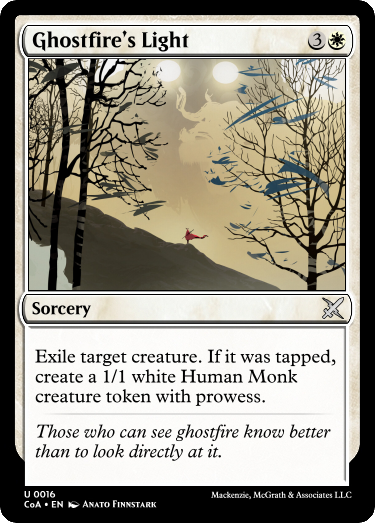 Ghostfire's Light 3
Sorcery
Exile target creature. If it was tapped,
create a 1/1 white Human Monk
creature token with prowess.
Those who can see ghostfire know better
than to look directly at it.
U 0016
CoA • EN Anato Finnstark
Mackenzie, McGrath & Associates LLC